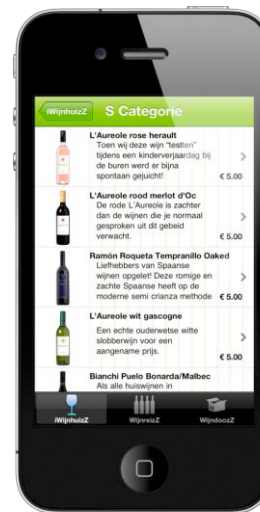 iWijnhuizZ
S Categorie
L'Aureole rose herault
Toen wij deze wijn “testen”
tijdens een kinderverjaardag bij
de buren werd er bijna
spontaan gejuicht!
€ 5.00
L'Aureole rood merlot d'Oc
De rode L'Aureole is zachter
dan de wijnen die je normaal
gesproken uit dit gebeid
verwacht.
€ 5.00
Ramón Roqueta Tempranillo Oaked
Liefhebbers van Spaanse
wijnen opgelet! Deze romige en
zachte Spaanse heeft op de
moderne semi crianza methode
€ 5.00
L'Aureole wit gascogne
Een echte ouderwetse witte
slobberwijn voor een
aangename prijs.
€ 5.00
Bianchi Puelo Bonarda/Malbec
Als alle huiswijnen in
iWijnhuizZ
WijnreizZ
WijndoozZ